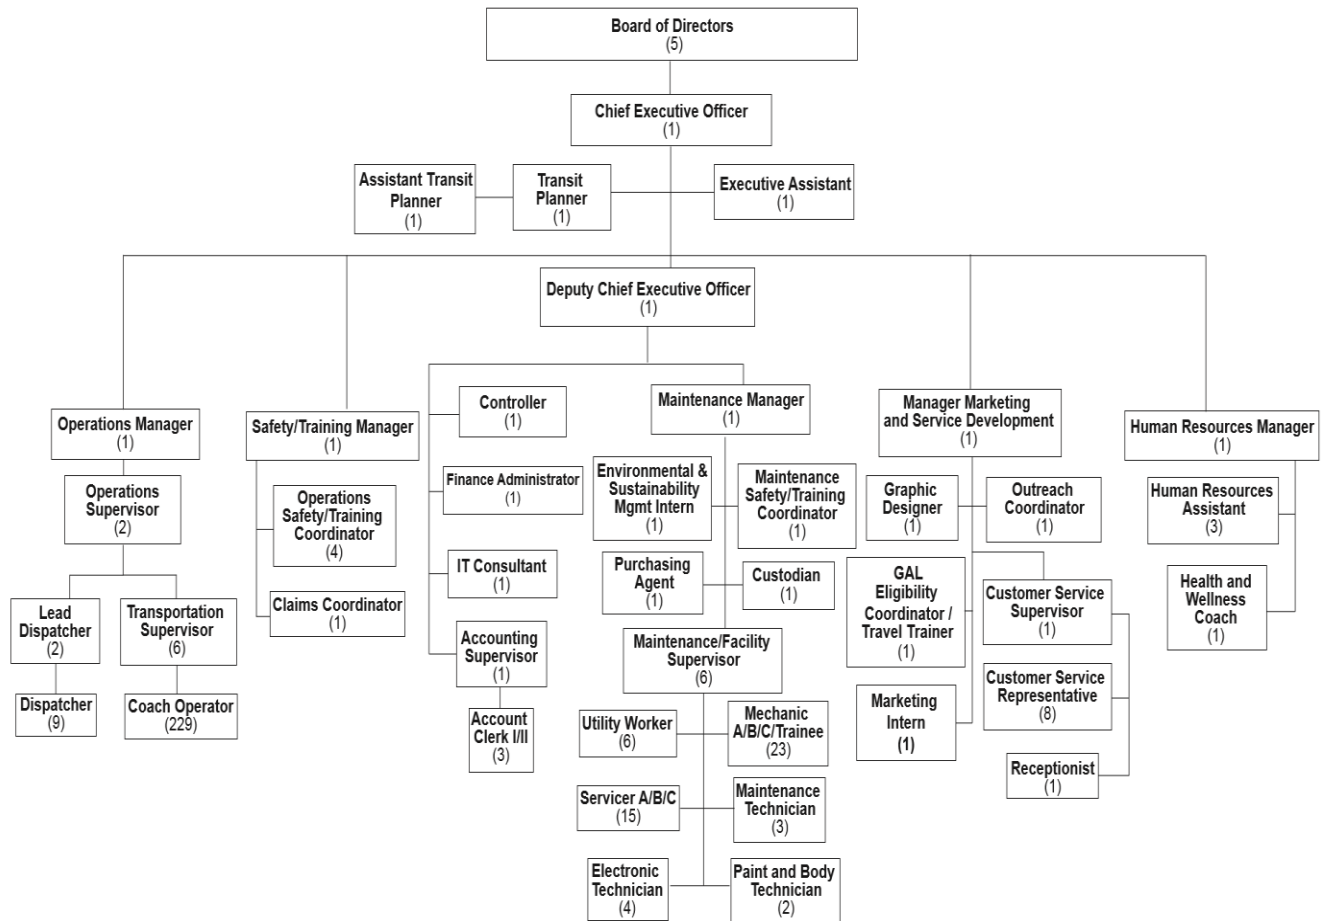 Board of Directors
(5)
Chief Executive Officer
(1)
Assistant Transit
Planner
(1)
Transit
Planner
(1)
Executive Assistant
(1)
Deputy Chief Executive Officer
(1)
Operations Manager
(1)
Operations
Supervisor
(2)
Lead
Dispatcher
(2)
Transportation
Supervisor
(6)
Dispatcher
(9)
Coach Operator
(229)
Safety/Training Manager
(1)
Operations
Safety/Training
Coordinator
(4)
Claims Coordinator
(1)
Controller
(1)
Finance Administrator
(1)
IT Consultant
(1)
Accounting
Supervisor
(1)
Account
Clerk I/II
(3)
Maintenance Manager
(1)
Environmental &
Sustainability
Mgmt Intern
(1)
Maintenance
Safety/Training
Coordinator
(1)
Purchasing
Agent
(1)
Custodian
(1)
Maintenance/Facility
Supervisor
(6)
Utility Worker
(6)
Mechanic
A/B/C/Trainee
(23)
Servicer A/B/C
(15)
Maintenance
Technician
(3)
Electronic
Technician
(4)
Paint and Body
Technician
(2)
Manager Marketing
and Service Development
(1)
Graphic
Designer
(1)
Outreach
Coordinator
(1)
GAL
Eligibility
Coordinator /
Travel Trainer
(1)
Customer Service
Supervisor
(1)
Customer Service
Representative
(8)
Marketing
Intern
(1)
Receptionist
(1)
Human Resources Manager
(1)
Human Resources
Assistant
(3)
Health and
Wellness
Coach
(1)